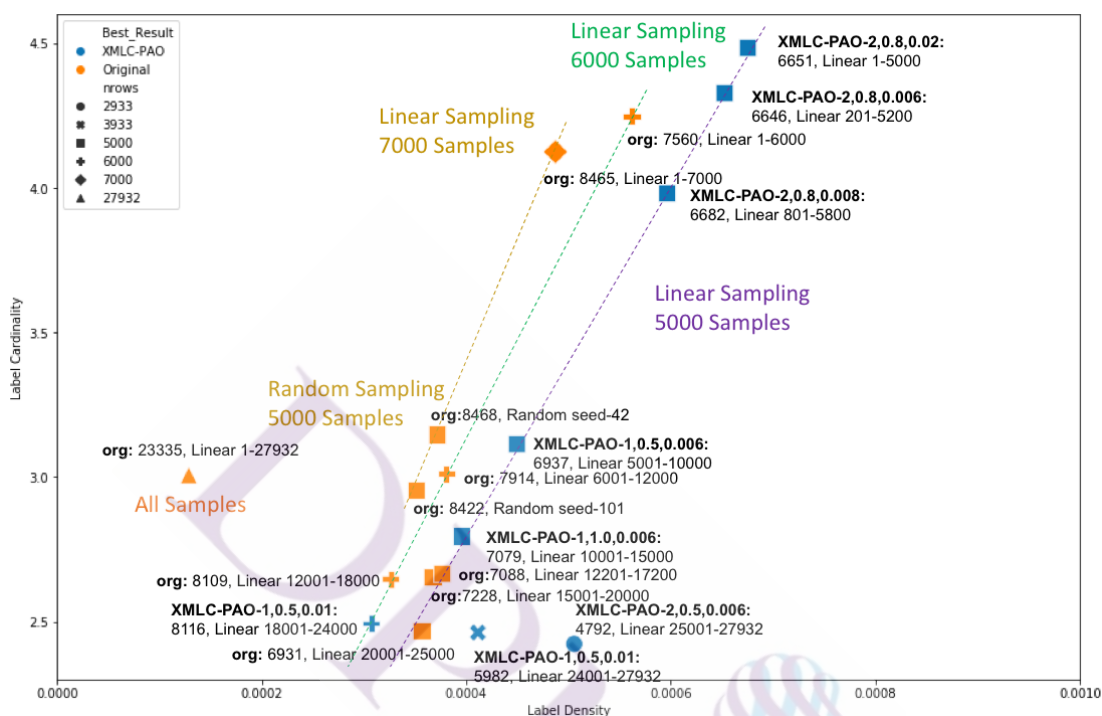 Best_Result
XMLC-PAO
Original
nrows
2933
3933
5000
6000
7000
27932
Linear Sampling
6000 Samples
XMLC-PAO-2,0.8,0.02:
6651, Linear 1-5000
XMLC-PAO-2,0.8,0.006:
6646, Linear 201-5200
Linear Sampling
7000 Samples
org: 7560, Linear 1-6000
org: 8465, Linear 1-7000
XMLC-PAO-2,0.8,0.008:
6682, Linear 801-5800
Linear Sampling
5000 Samples
Random Sampling
5000 Samples
org:8468, Random seed-42
org: 23335, Linear 1-27932
XMLC-PAO-1,0.5,0.006:
6937, Linear 5001-10000
org: 7914, Linear 6001-12000
All Samples
org: 8422, Random seed-101
XMLC-PAO-1,1.0,0.006:
7079, Linear 10001-15000
org: 8109, Linear 12001-18000
org:7088, Linear 12201-17200
org:7228, Linear 15001-20000
XMLC-PAO-1,0.5,0.01:
8116, Linear 18001-24000
XMLC-PAO-2,0.5,0.006:
4792, Linear 25001-27932
org: 6931, Linear 20001-25000
XMLC-PAO-1,0.5,0.01:
5982, Linear 24001-27932
4.5
4.0
3.5
3.0
2.5
Label Cardinality
0.0000
0.0002
0.0004
0.0006
0.0008
0.0010
Label Density